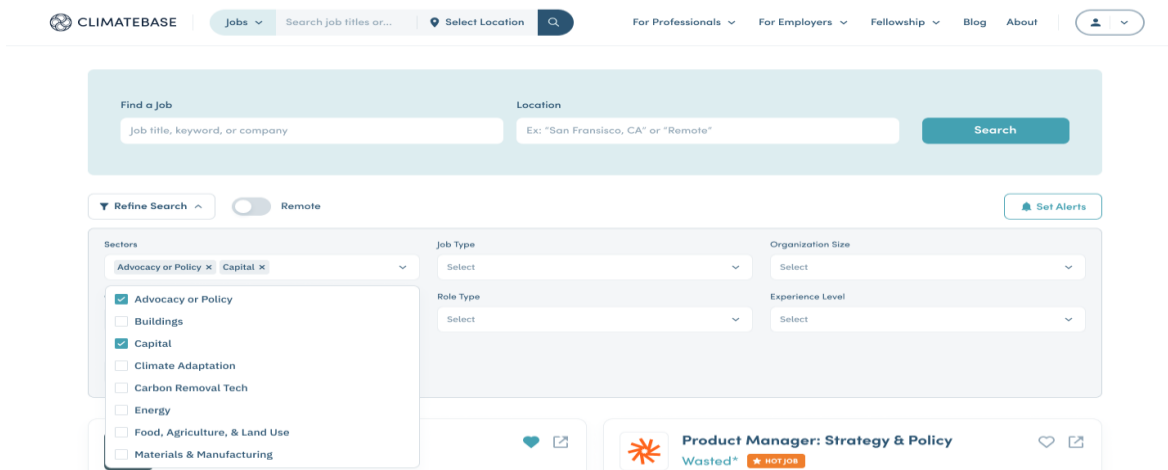 CLIMATEBASE
Jobs
Search job titles or...
Select Location
For Professionals
For Employers
Fellowship
Blog
About
Find a Job
Location
Job title, keyword, or company
Ex: "San Fransisco, CA" or "Remote"
Search
Refine Search
Remote
Set Alerts
Sectors
Job Type
Organization Size
Advocacy or Policy ×
Capital ×
Select
Select
Role Type
Experience Level
Select
Select
Advocacy or Policy
Buildings
Capital
Climate Adaptation
Carbon Removal Tech
Energy
Food, Agriculture, & Land Use
Materials & Manufacturing
Product Manager: Strategy & Policy
Wasted*
HOT JOB